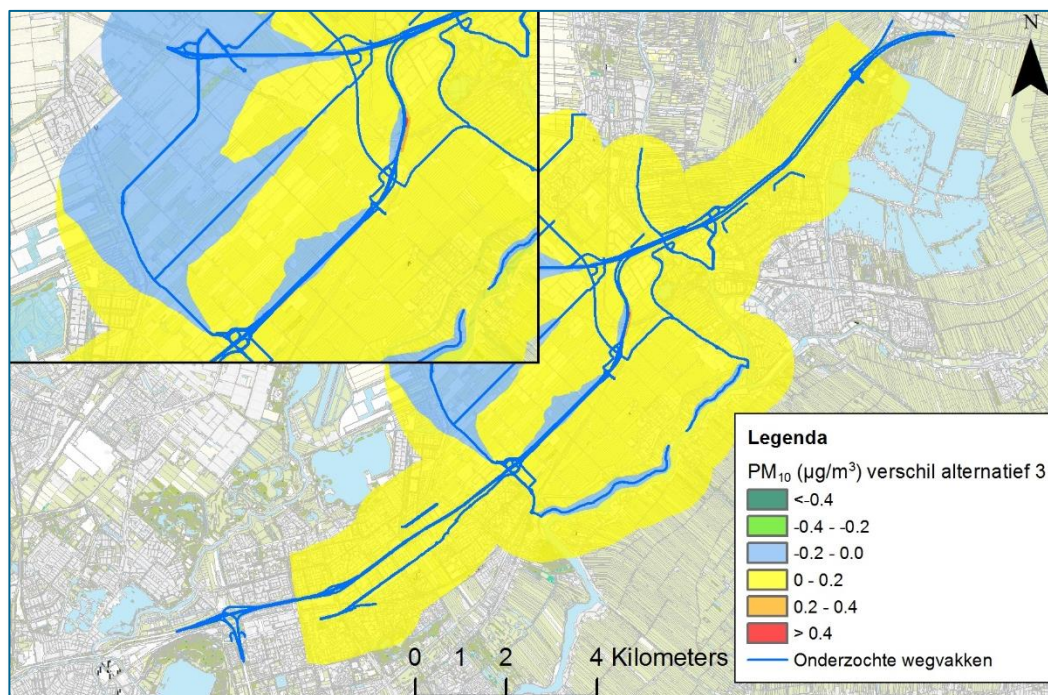 N
Legenda
PM₁₀ (µg/m³) verschil alternatief 3
<-0.4
-0.4 - -0.2
-0.2 - 0.0
0 - 0.2
0.2 - 0.4
> 0.4
Onderzochte wegvakken
0 1 2 4 Kilometers